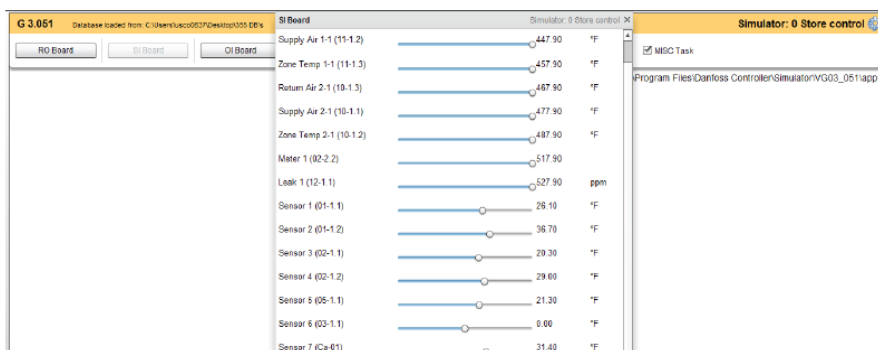 G 3.051 Database loaded from: C:\Users\usco0837\Desktop\355 DB's
SI Board Simulator: 0 Store control X
Simulator: 0 Store control
RO Board SI Board OI Board
MISC Task
\Program Files\Danfoss Controller\Simulator\VG03_051\app
Supply Air 1-1 (11-1.2) 447.90 °F
Zone Temp 1-1 (11-1.3) 457.90 °F
Return Air 2-1 (10-1.3) 467.90 °F
Supply Air 2-1 (10-1.1) 477.90 °F
Zone Temp 2-1 (10-1.2) 487.90 °F
Meter 1 (02-2.2) 517.90
Leak 1 (12-1.1) 527.90 ppm
Sensor 1 (01-1.1) 26.10 °F
Sensor 2 (01-1.2) 36.70 °F
Sensor 3 (02-1.1) 20.30 °F
Sensor 4 (02-1.2) 29.00 °F
Sensor 5 (05-1.1) 21.30 °F
Sensor 6 (03-1.1) 0.00 °F
Sensor 7 (Ca-01) 31.40 °F